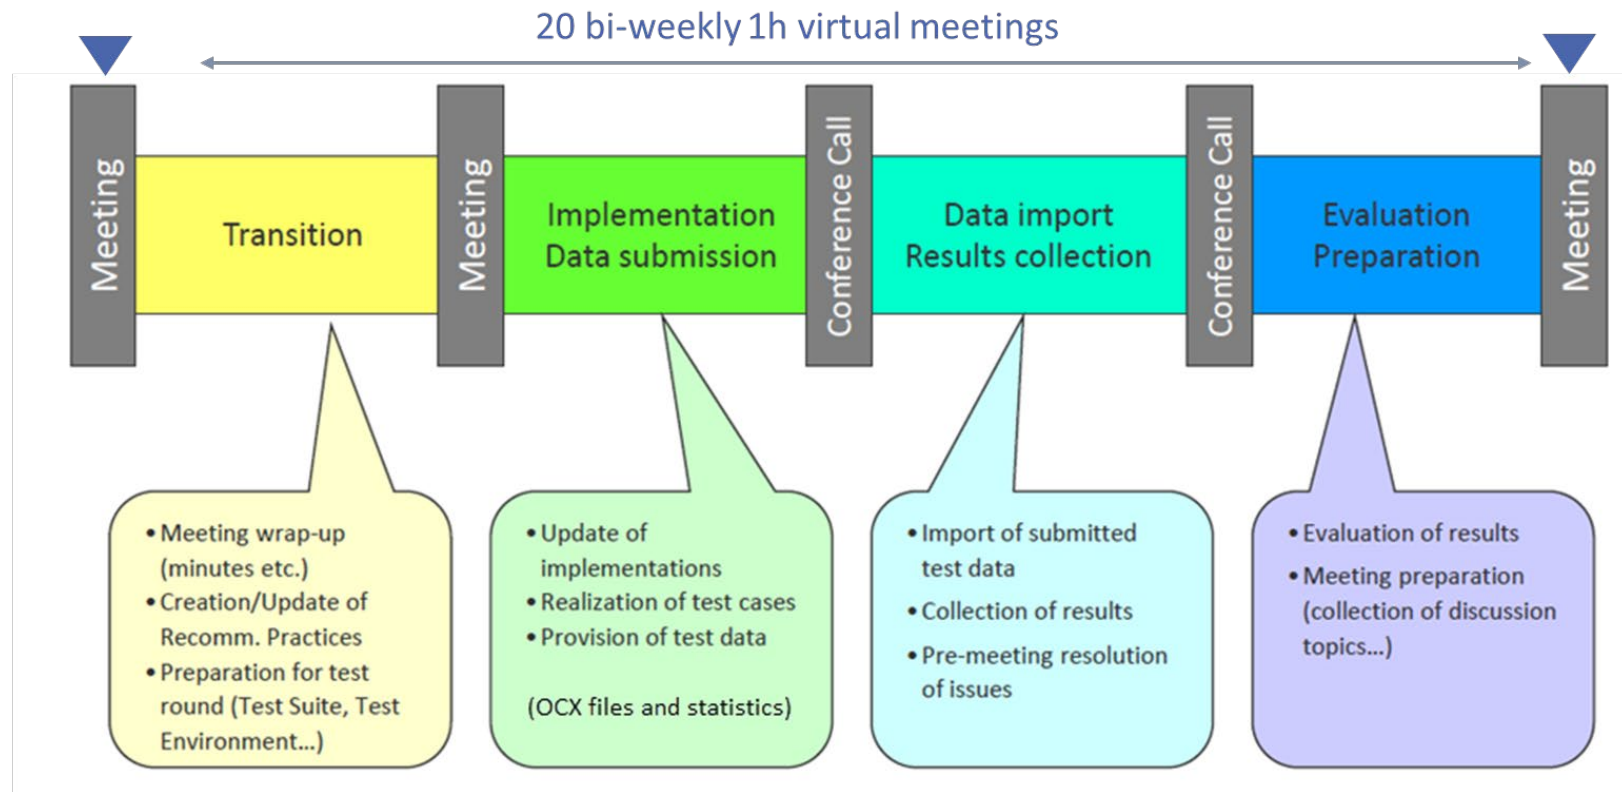 20 bi-weekly 1h virtual meetings
Meeting
Transition
Meeting
Implementation
Data submission
Conference Call
Data import
Results collection
Conference Call
Evaluation
Preparation
Meeting
• Meeting wrap-up
(minutes etc.)
• Creation/Update of
Recomm. Practices
• Preparation for test
round (Test Suite, Test
Environment...)
• Update of
implementations
• Realization of test cases
• Provision of test data
(OCX files and statistics)
• Import of submitted
test data
• Collection of results
• Pre-meeting resolution
of issues
• Evaluation of results
• Meeting preparation
(collection of discussion
topics...)